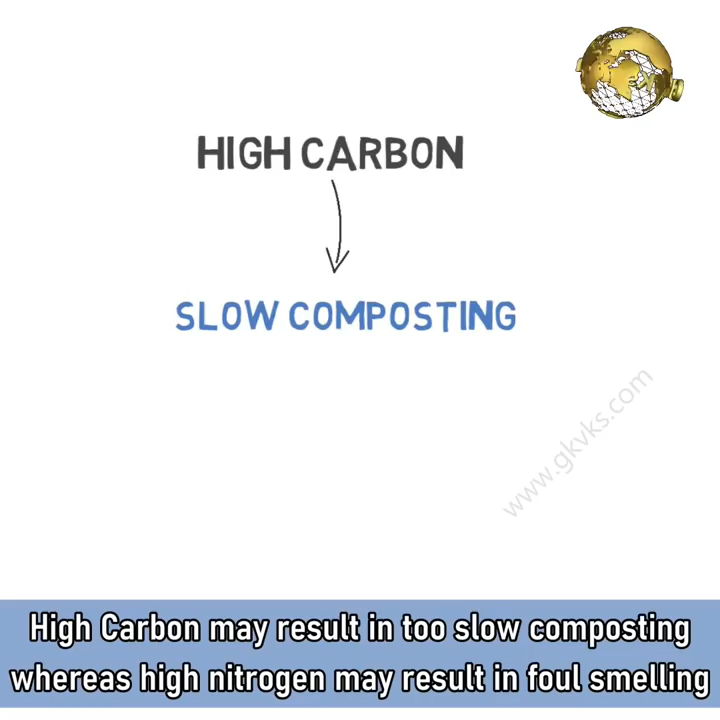 HIGH CARBON
SLOW COMPOSTING
www.gkvks.com
High Carbon may result in too slow composting
whereas high nitrogen may result in foul smelling